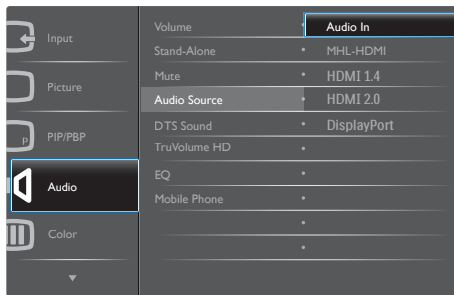 Input
Picture
P
PIP/PBP
Audio
Color
Volume
Stand-Alone
Mute
Audio Source
DTS Sound
TruVolume HD
EQ
Mobile Phone
Audio In
MHL-HDMI
HDMI 1.4
HDMI 2.0
DisplayPort